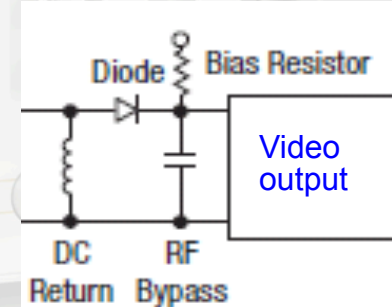 Diode
Bias Resistor
Video
output
DC
Return
RF
Bypass